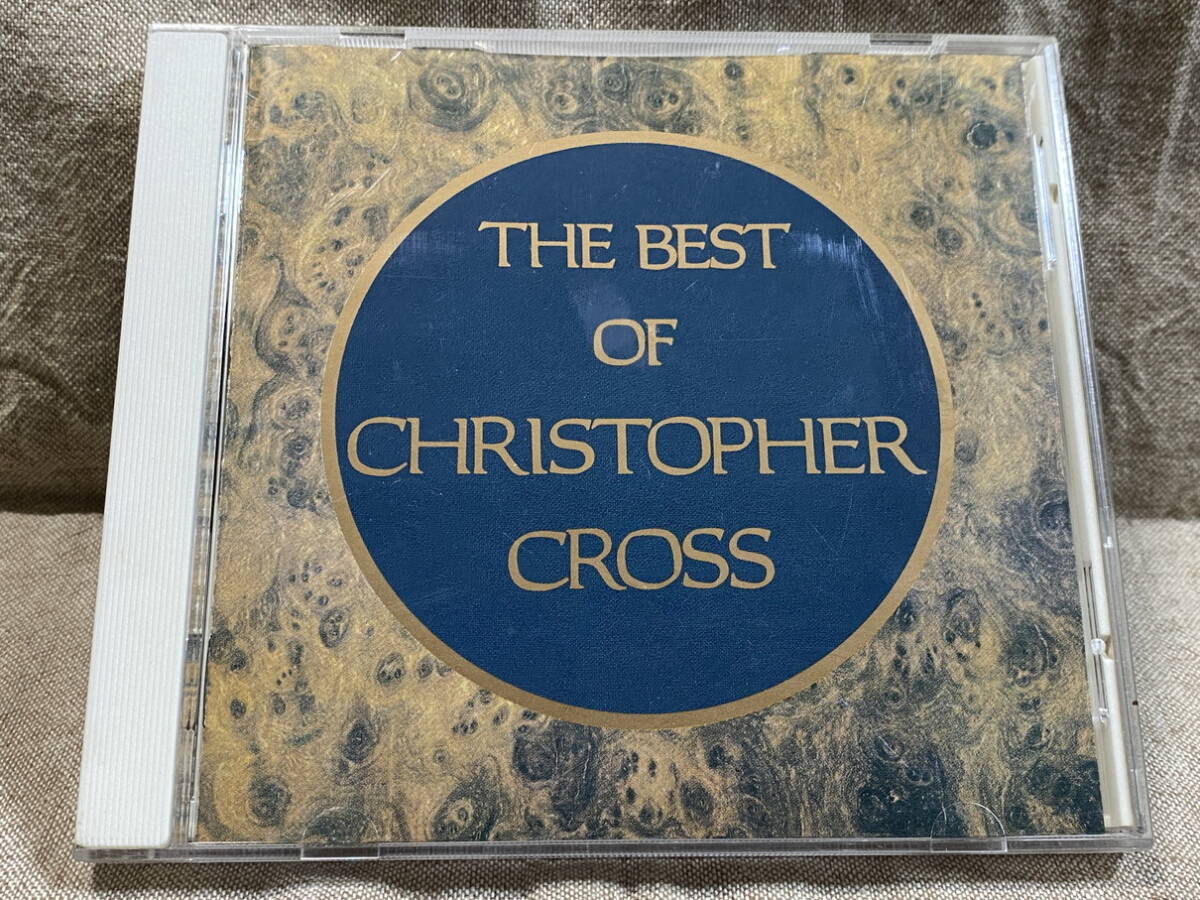 THE BEST
OF
CHRISTOPHER
CROSS